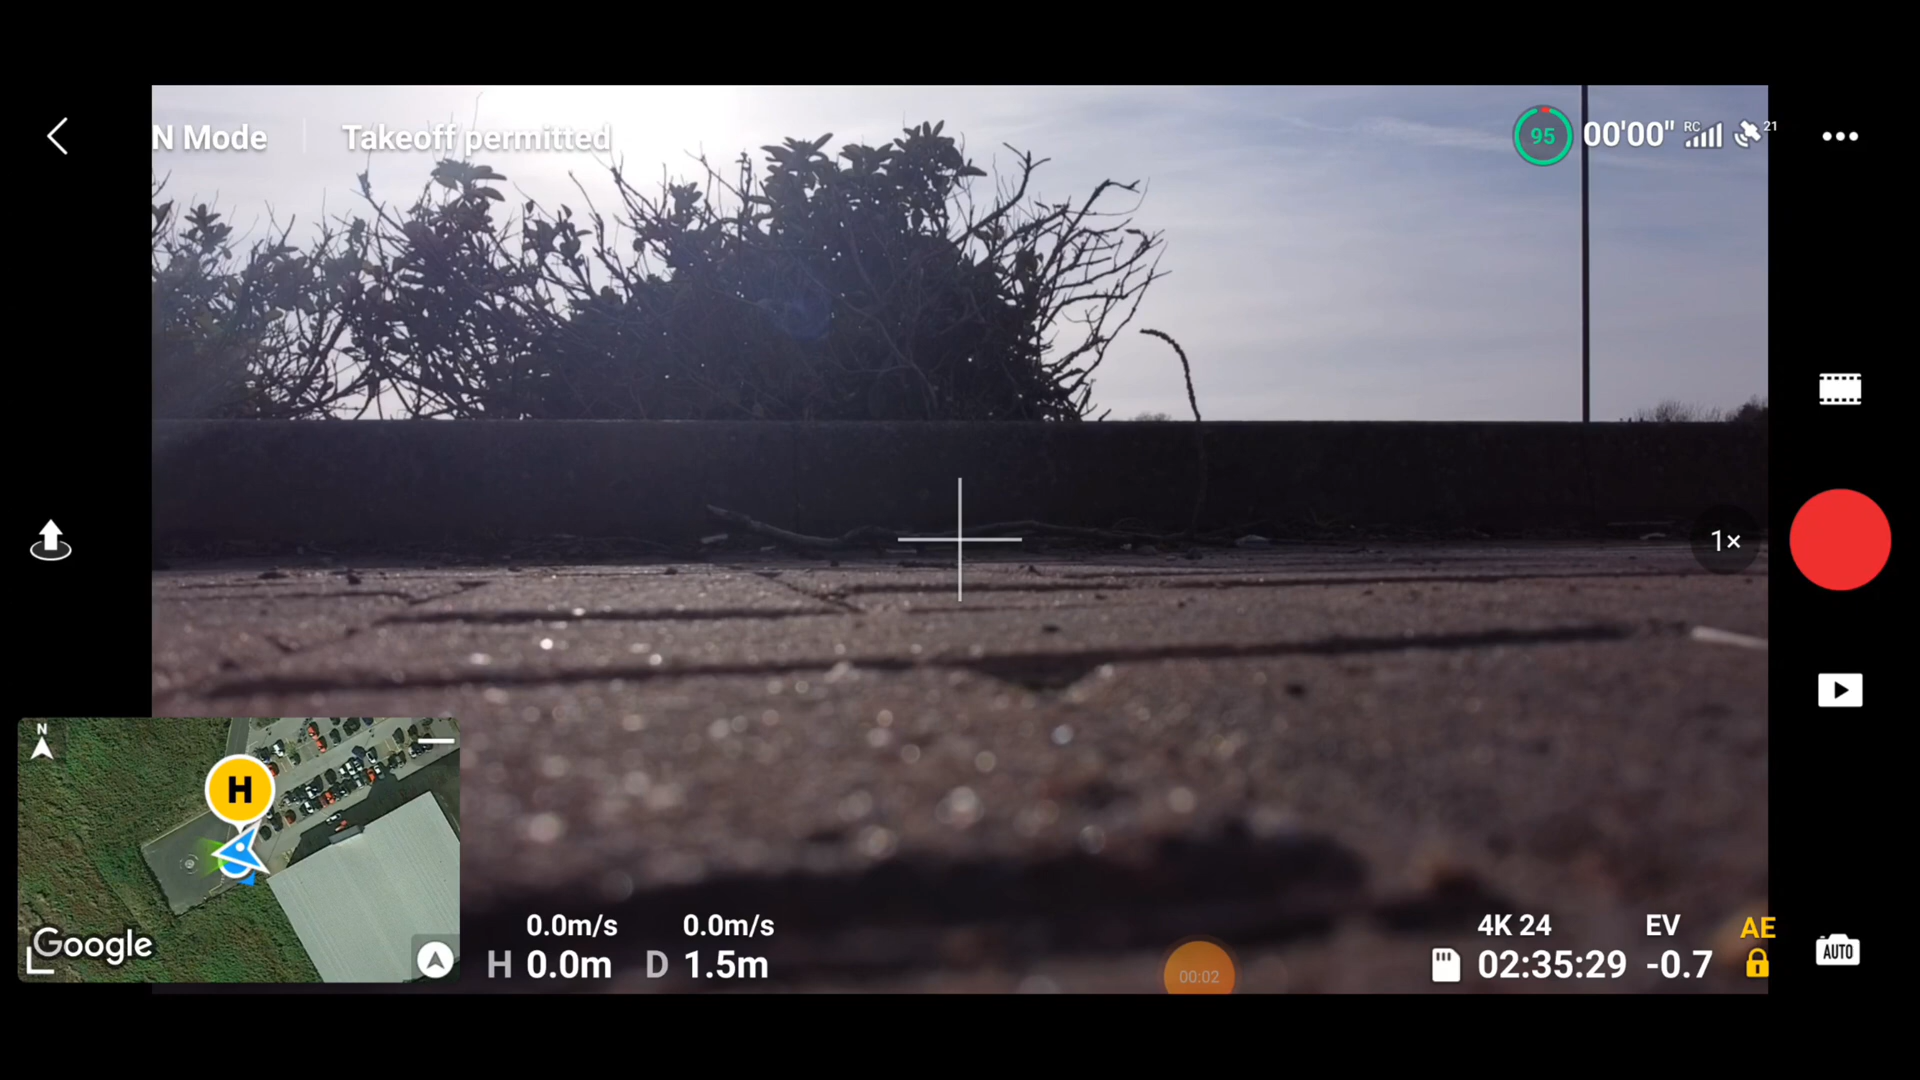 N Mode
Takeoff permitted
95
00'00"
RC
21
1×
N
H
Google
0.0m/s
0.0m/s
H 0.0m
D 1.5m
00:02
4K 24
EV
AE
02:35:29
-0.7
AUTO